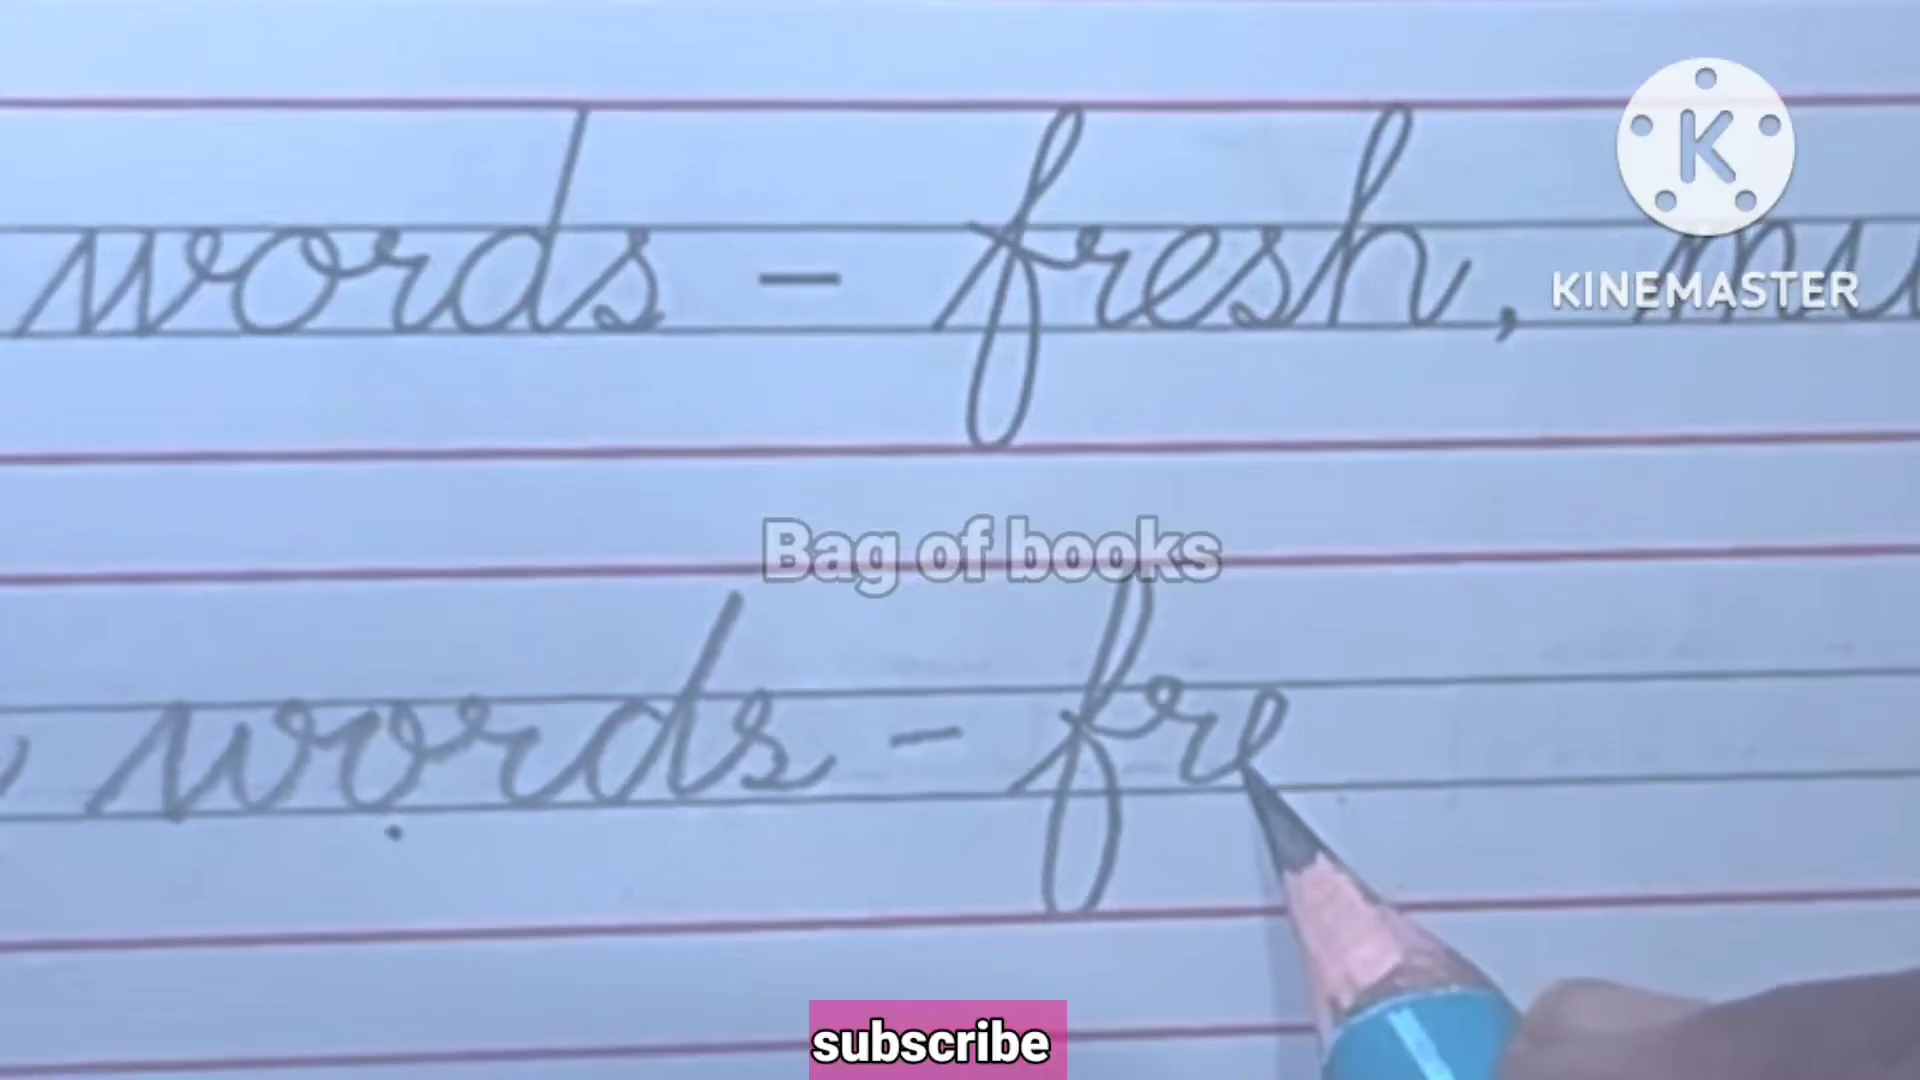 words - fresh,
KINEMASTER
Bag of books
words - fre
subscribe